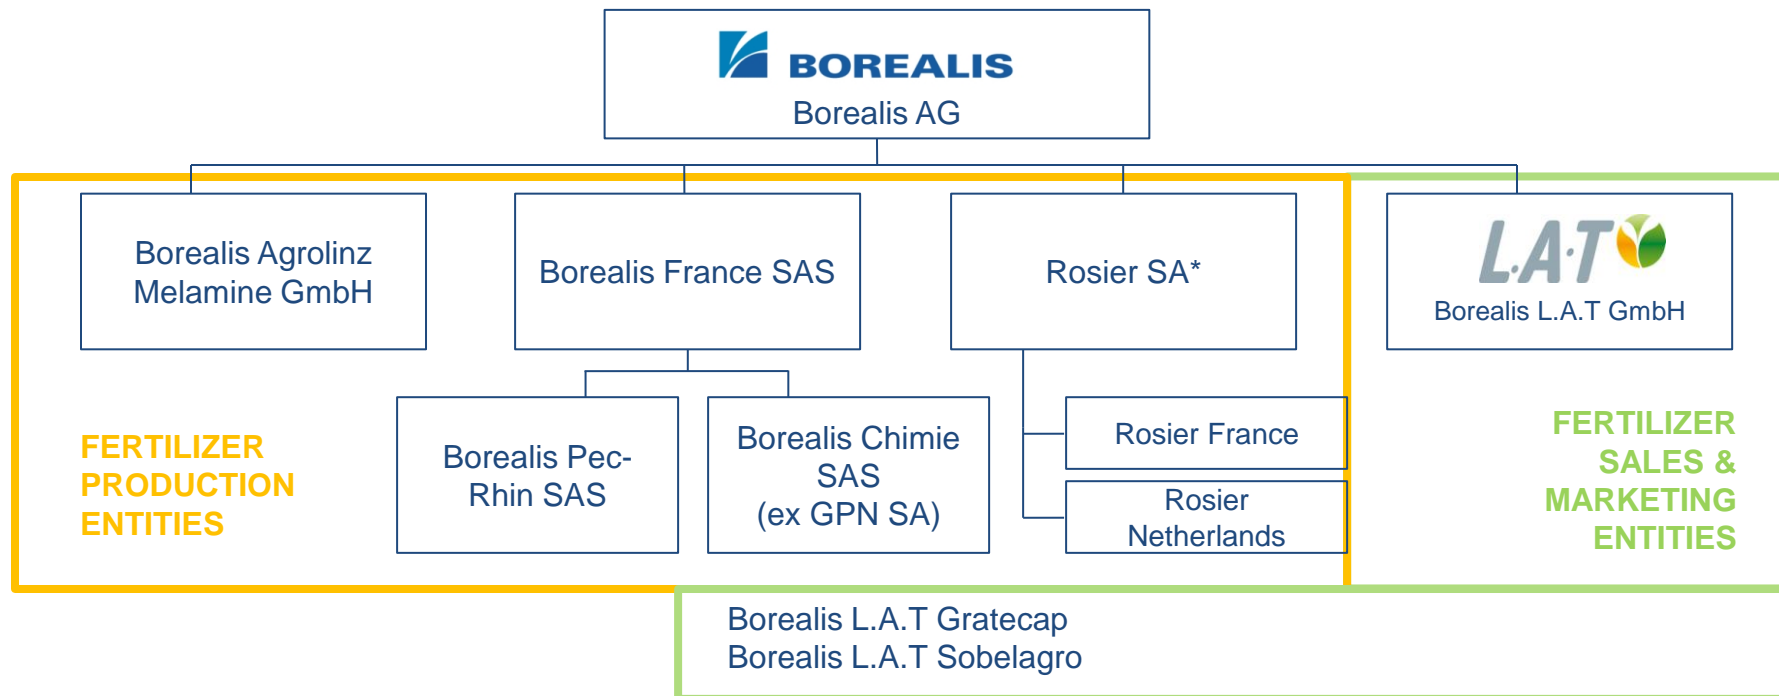 BOREALIS
Borealis AG
Borealis Agrolinz
Melamine GmbH
Borealis France SAS
Rosier SA*
L.A.T
Borealis L.A.T GmbH
Borealis Pec-
Rhin SAS
Borealis Chimie
SAS
(ex GPN SA)
Rosier France
Rosier
Netherlands
FERTILIZER
PRODUCTION
ENTITIES
FERTILIZER
SALES &
MARKETING
ENTITIES
Borealis L.A.T Gratecap
Borealis L.A.T Sobelagro